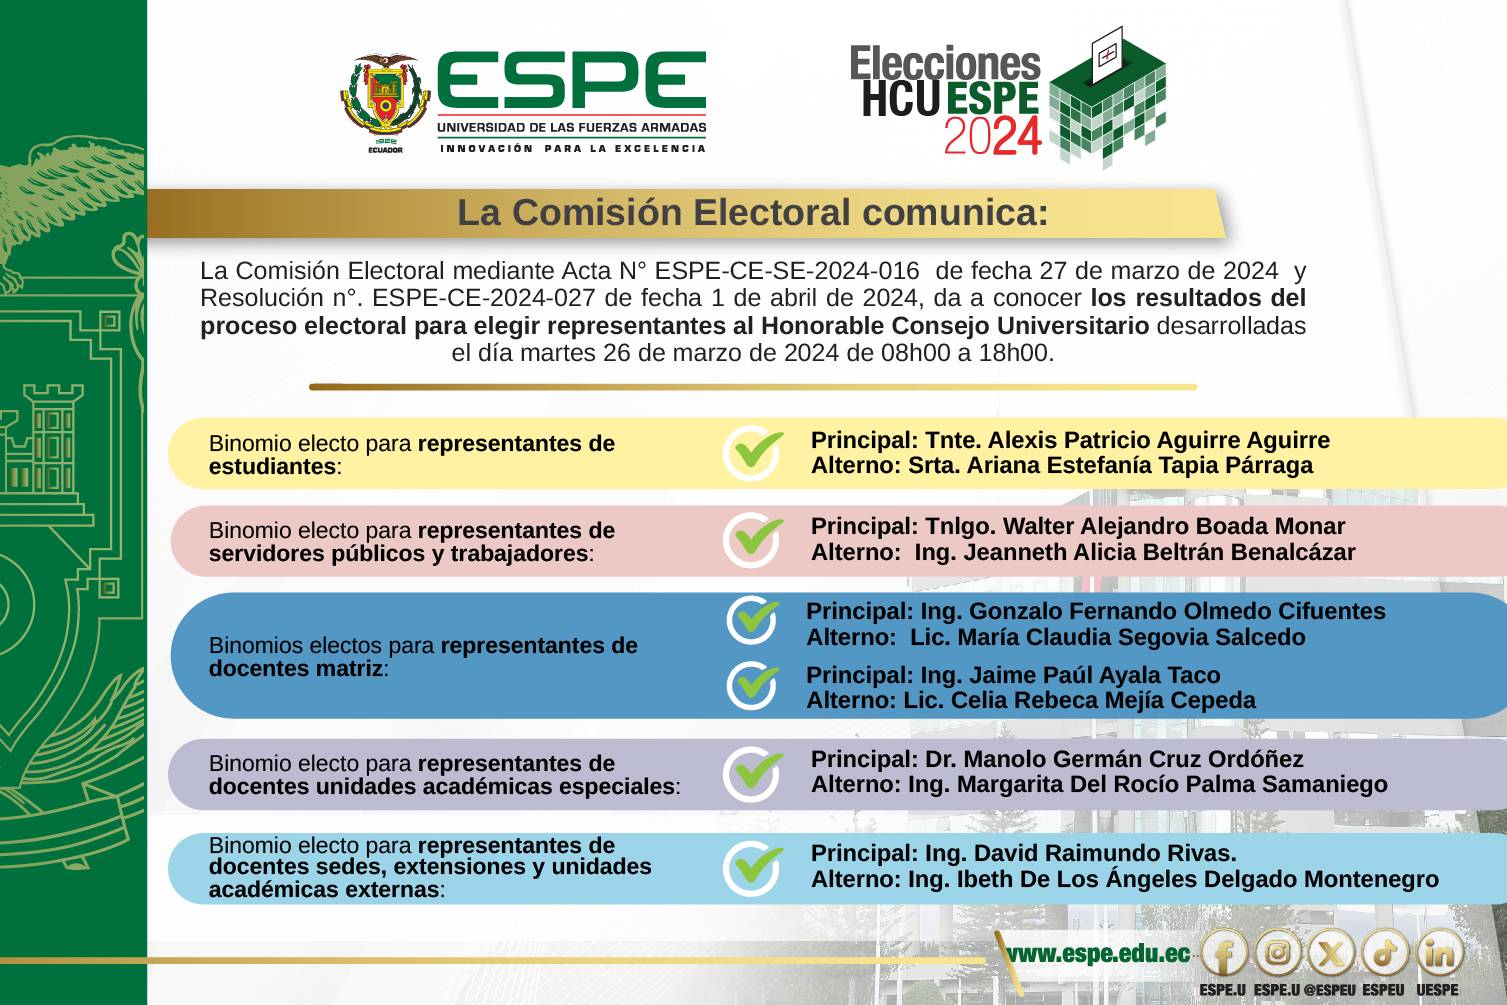 ESPE
UNIVERSIDAD DE LAS FUERZAS ARMADAS
INNOVACIÓN PARA LA EXCELENCIA
ESPE
ECUADOR
Elecciones
HCU ESPE
2024
La Comisión Electoral comunica:
La Comisión Electoral mediante Acta N° ESPE-CE-SE-2024-016 de fecha 27 de marzo de 2024 y
Resolución n°. ESPE-CE-2024-027 de fecha 1 de abril de 2024, da a conocer los resultados del
proceso electoral para elegir representantes al Honorable Consejo Universitario desarrolladas
el día martes 26 de marzo de 2024 de 08h00 a 18h00.
Binomio electo para representantes de
estudiantes:
Principal: Tnte. Alexis Patricio Aguirre Aguirre
Alterno: Srta. Ariana Estefanía Tapia Párraga
Binomio electo para representantes de
servidores públicos y trabajadores:
Principal: Tnlgo. Walter Alejandro Boada Monar
Alterno: Ing. Jeanneth Alicia Beltrán Benalcázar
Binomios electos para representantes de
docentes matriz:
Principal: Ing. Gonzalo Fernando Olmedo Cifuentes
Alterno: Lic. María Claudia Segovia Salcedo
Principal: Ing. Jaime Paúl Ayala Taco
Alterno: Lic. Celia Rebeca Mejía Cepeda
Binomio electo para representantes de
docentes unidades académicas especiales:
Principal: Dr. Manolo Germán Cruz Ordóñez
Alterno: Ing. Margarita Del Rocío Palma Samaniego
Binomio electo para representantes de
docentes sedes, extensiones y unidades
académicas externas:
Principal: Ing. David Raimundo Rivas.
Alterno: Ing. Ibeth De Los Ángeles Delgado Montenegro
www.espe.edu.ec
ESPE.U ESPE.U @ESPEU ESPEU UESPE